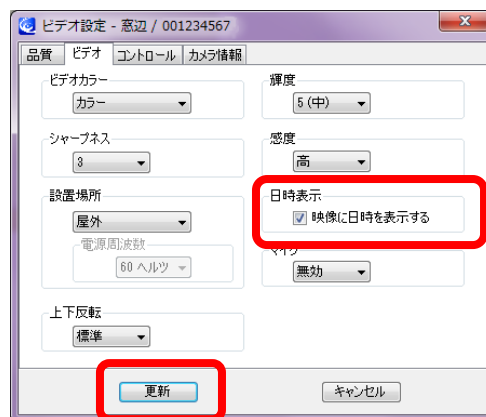 ビデオ設定 - 窓辺 / 001234567
品質 ビデオ コントロール カメラ情報
ビデオカラー
カラー
輝度
5 (中)
シャープネス
3
感度
高
設置場所
屋外
電源周波数
60 ヘルツ
日時表示
映像に日時を表示する
マイク
無効
上下反転
標準
更新
キャンセル